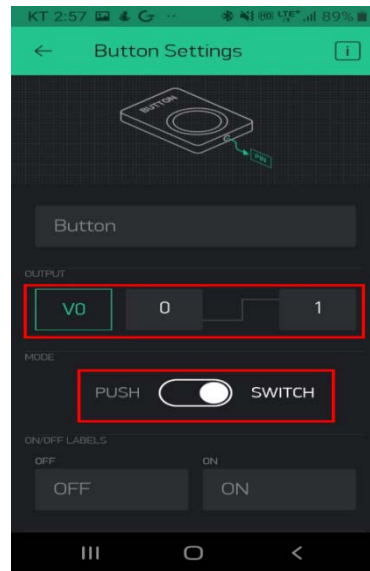 KT 2:57 89%
Button Settings i
BUTTON
PIN
Button
OUTPUT
V0 0 1
MODE
PUSH SWITCH
ON/OFF LABELS
OFF ON
OFF ON